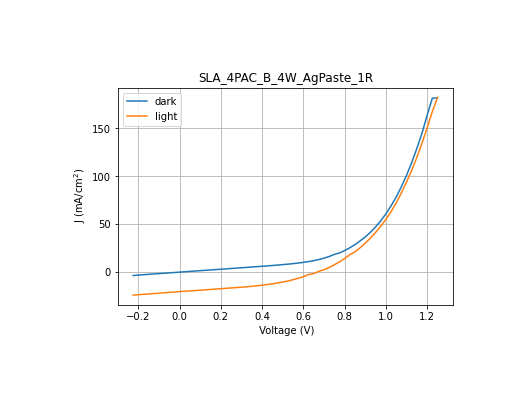 SLA_4PAC_B_4W_AgPaste_1R
dark
light
J (mA/cm²)
150
100
50
0
−0.2 0.0 0.2 0.4 0.6 0.8 1.0 1.2
Voltage (V)